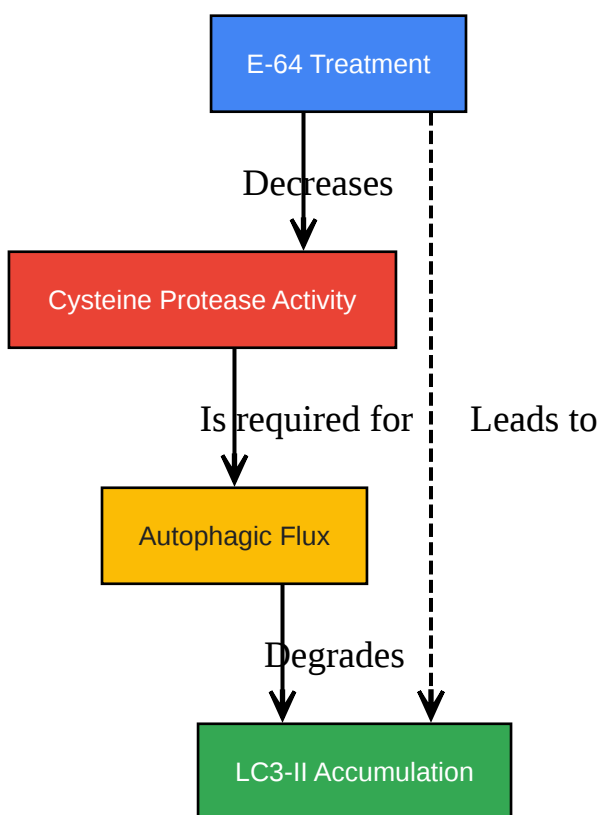 E-64 Treatment
Decreases
Cysteine Protease Activity
Is required for
Leads to
Autophagic Flux
Degrades
LC3-II Accumulation